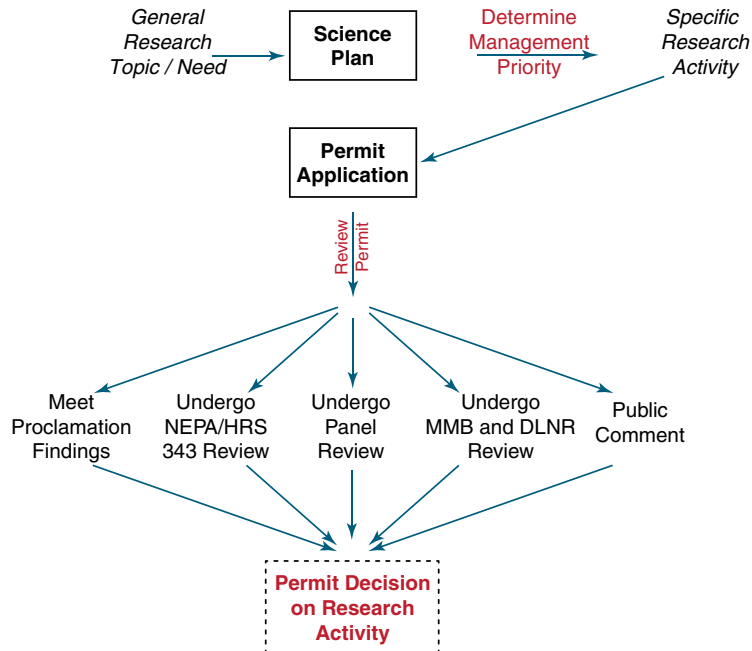 General
Research
Topic / Need
Science
Plan
Determine
Management
Priority
Specific
Research
Activity
Permit
Application
Review
Permit
Meet
Proclamation
Findings
Undergo
NEPA/HRS
343 Review
Undergo
Panel
Review
Undergo
MMB and DLNR
Review
Public
Comment
Permit Decision
on Research
Activity